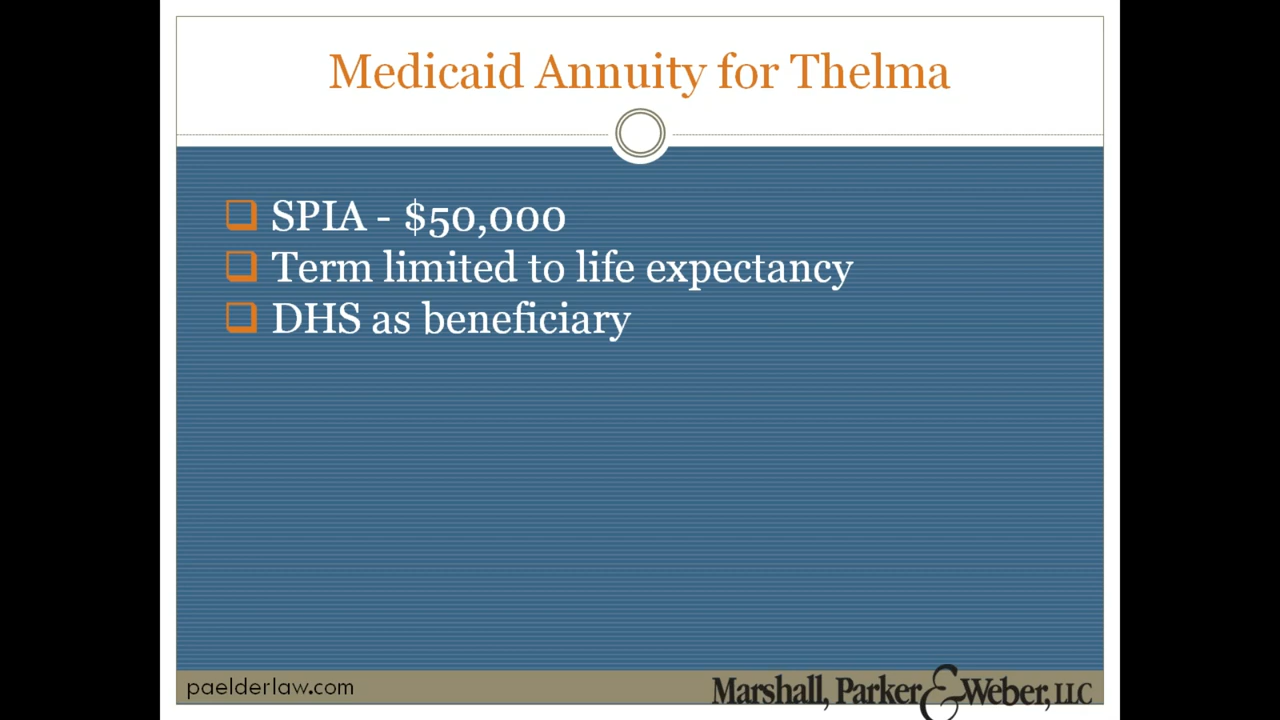 Medicaid Annuity for Thelma
SPIA - $50,000
Term limited to life expectancy
DHS as beneficiary
paelderlaw.com
Marshall, Parker & Weber, LLC